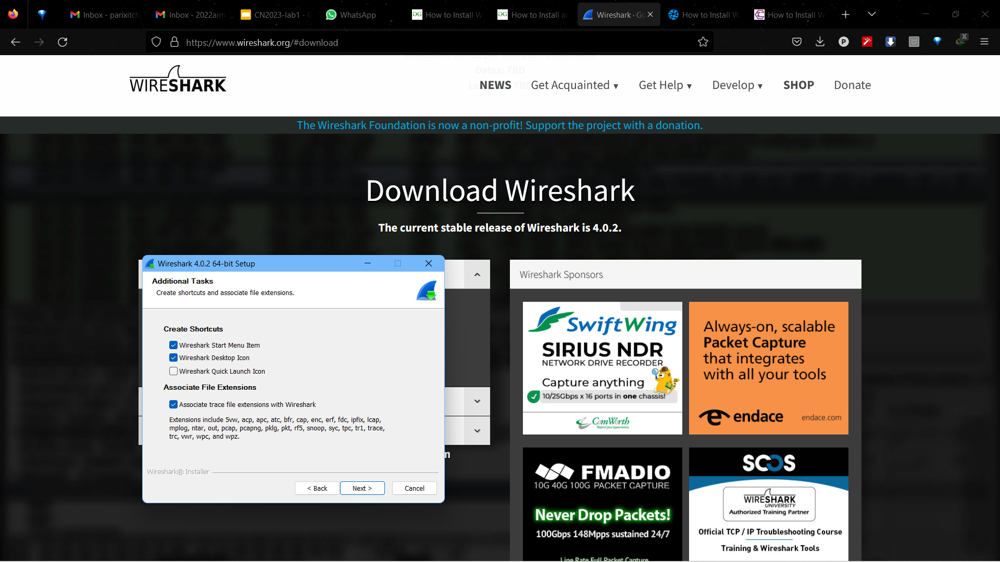 Inbox - parixitch
Inbox - 2022aim
CN2023-lab1 - G
WhatsApp
How to Install W
How to Install a
Wireshark · Go
How to Install W
How to Install W
https://www.wireshark.org/#download
X
Wireshark Developer and User Conference
Dates: TBD
WIRESHARK
NEWS
Get Acquainted ▾
Get Help ▾
Develop ▾
SHOP
Donate
The Wireshark Foundation is now a non-profit! Support the project with a donation.
Download Wireshark
The current stable release of Wireshark is 4.0.2.
Wireshark 4.0.2 64-bit Setup
Additional Tasks
Create shortcuts and associate file extensions.
Create Shortcuts
Wireshark Start Menu Item
Wireshark Desktop Icon
Wireshark Quick Launch Icon
Associate File Extensions
Associate trace file extensions with Wireshark
Extensions include 5vw, acp, apc, atc, bfr, cap, enc, erf, fdc, ipfix, lcap,
mplog, ntar, out, pcap, pcapng, pklg, pkt, rf5, snoop, syc, tpc, tr1, trace,
trc, vwr, wpc, and wpz.
Wireshark® Installer
< Back
Next >
Cancel
n
Wireshark Sponsors
SwiftWing
SIRIUS NDR
NETWORK DRIVE RECORDER
Capture anything
10/25Gbps x 16 ports in one chassis!
ComWorth
Beyond your expectations
Always-on, scalable
Packet Capture
that integrates
with all your tools
endace
endace.com
FMADIO
10G 40G 100G PACKET CAPTURE
Never Drop Packets!
100Gbps 148Mpps sustained 24/7
Line Rate Full Packet Capture
SCOS
WIRESHARK
UNIVERSITY
Authorized Training Partner
Official TCP / IP Troubleshooting Course
Training & Wireshark Tools